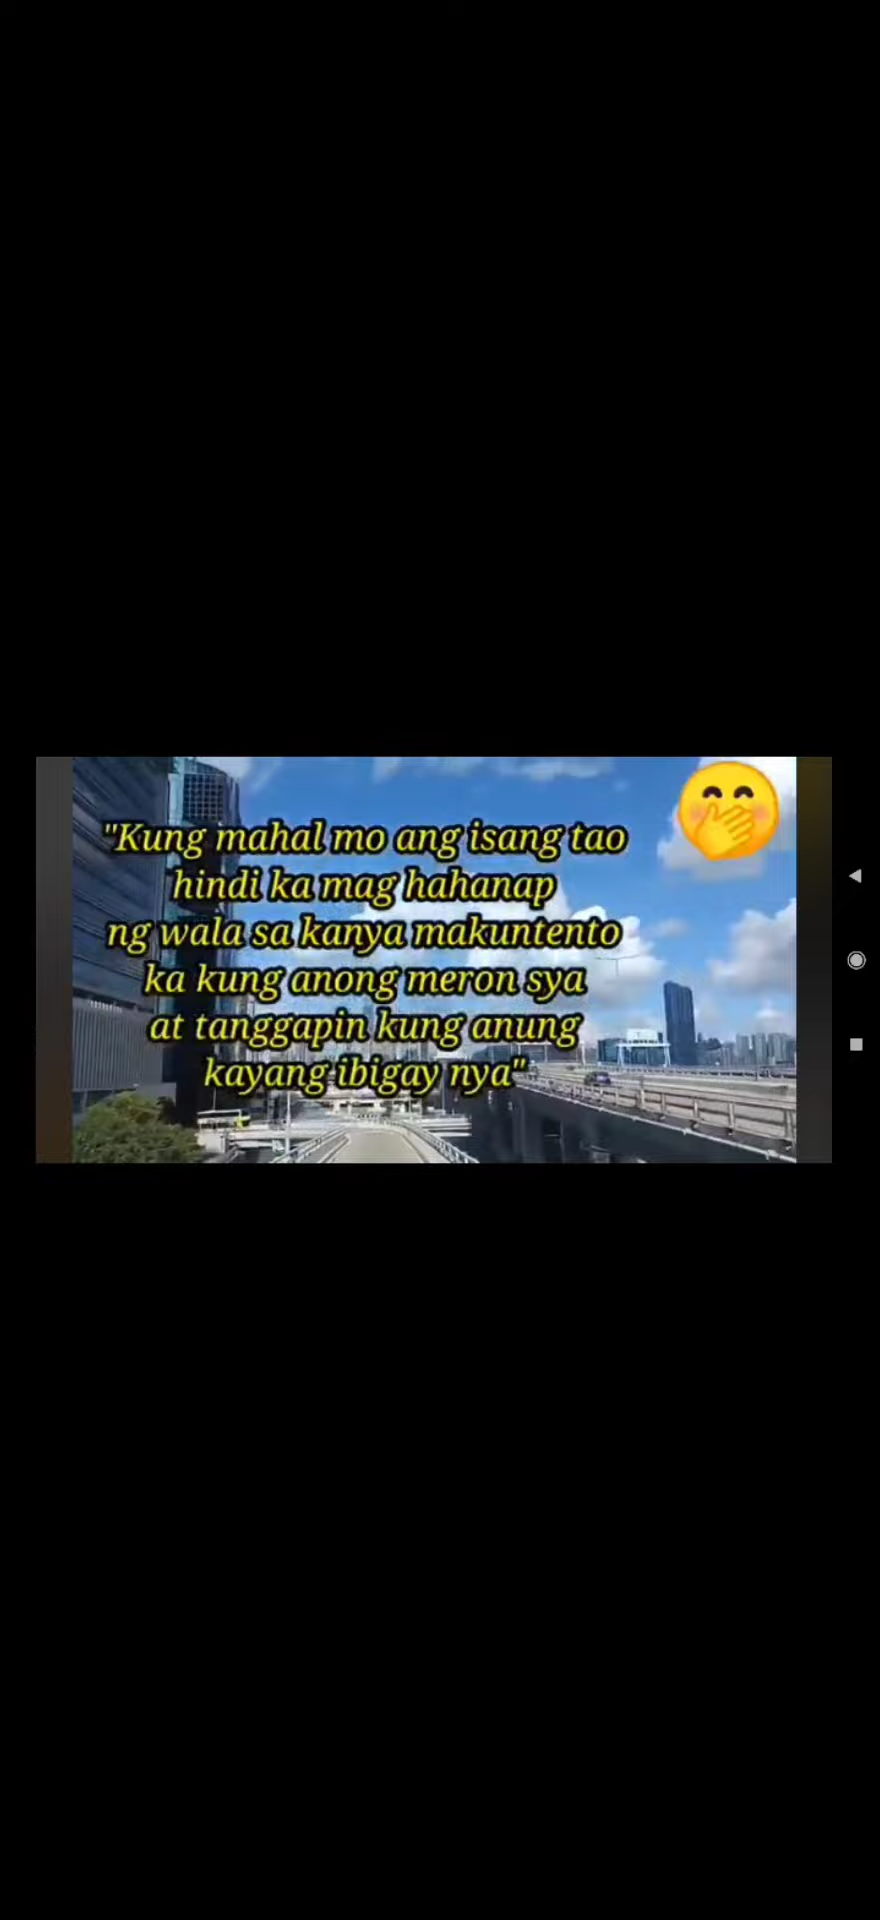 "Kung mahal mo ang isang tao
hindi ka mag hahanap
ng wala sa kanya makuntento
ka kung anong meron sya
at tanggapin kung anung
kayang ibigay nya"